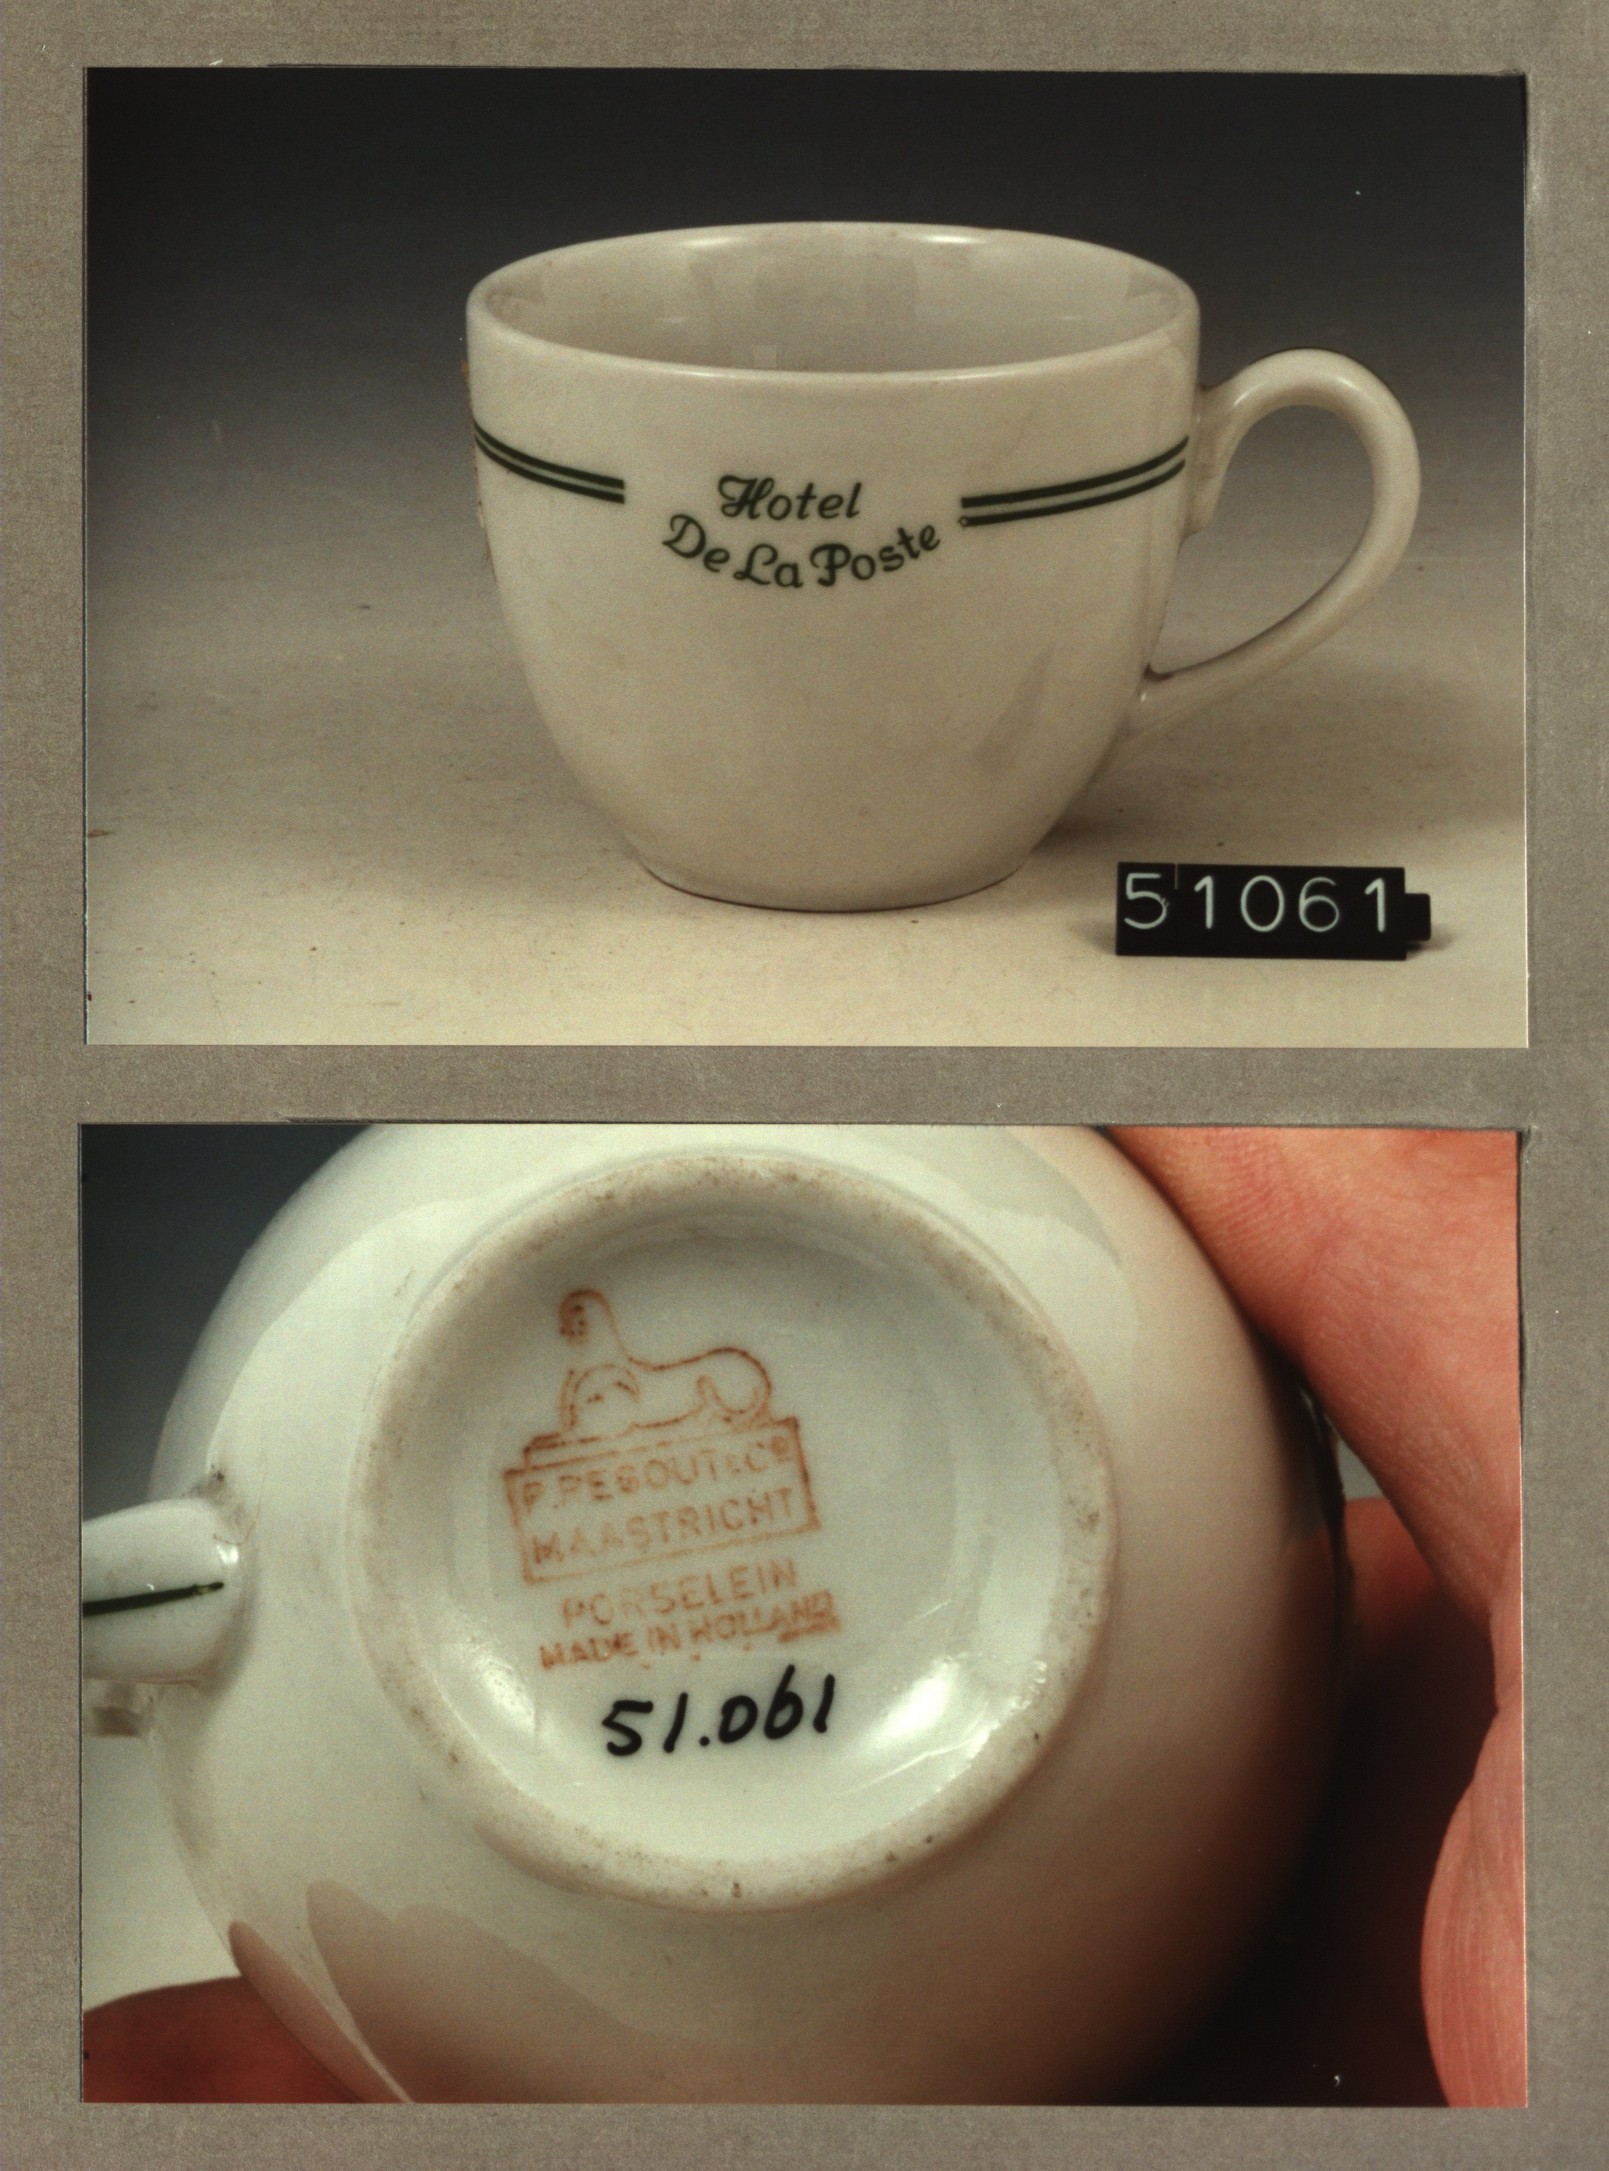 Hotel
De La Poste
51061
P. REGOUT & Co
MAASTRICHT
PORSELEIN
MADE IN HOLLAND
51.061